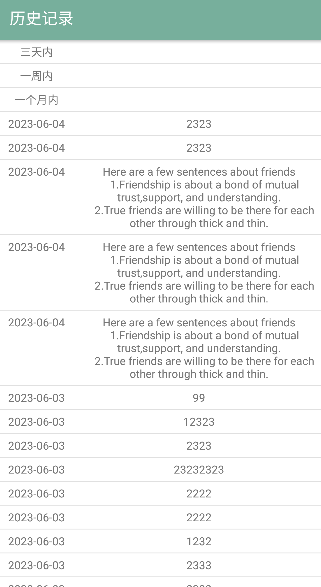 历史记录
三天内
一周内
一个月内
2023-06-04 2323
2023-06-04 2323
2023-06-04 Here are a few sentences about friends
1.Friendship is about a bond of mutual
trust,support, and understanding.
2.True friends are willing to be there for each
other through thick and thin.
2023-06-04 Here are a few sentences about friends
1.Friendship is about a bond of mutual
trust,support, and understanding.
2.True friends are willing to be there for each
other through thick and thin.
2023-06-04 Here are a few sentences about friends
1.Friendship is about a bond of mutual
trust,support, and understanding.
2.True friends are willing to be there for each
other through thick and thin.
2023-06-03 99
2023-06-03 12323
2023-06-03 2323
2023-06-03 23232323
2023-06-03 2222
2023-06-03 2222
2023-06-03 1232
2023-06-03 2333